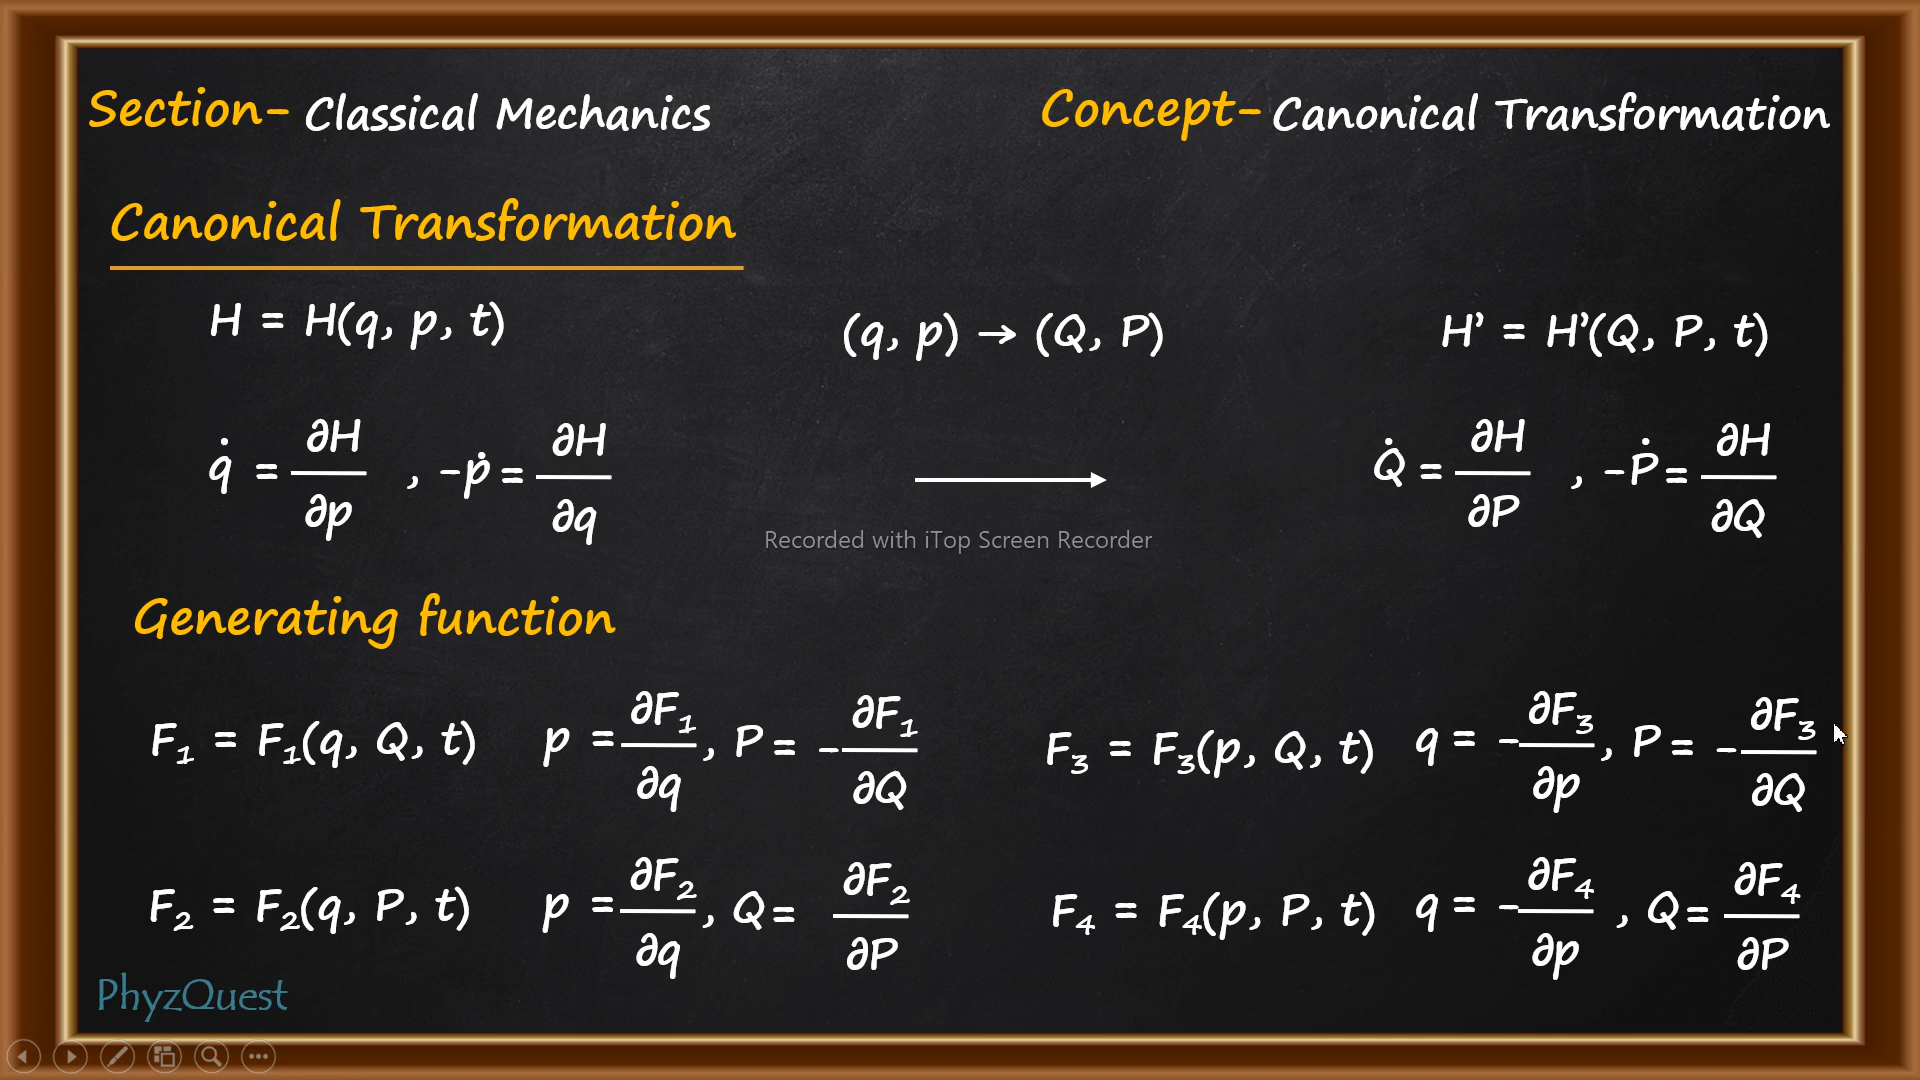 Section- Classical Mechanics Concept- Canonical Transformation
Canonical Transformation
H = H(q, p, t) (q, p) → (Q, P) H' = H'(Q, P, t)
q̇ = ∂H/∂p , -ṗ = ∂H/∂q → Q̇ = ∂H/∂P , -Ṗ = ∂H/∂Q
Recorded with iTop Screen Recorder
Generating function
F₁ = F₁(q, Q, t) p = ∂F₁/∂q , P = -∂F₁/∂Q F₃ = F₃(p, Q, t) q = -∂F₃/∂p , P = -∂F₃/∂Q
F₂ = F₂(q, P, t) p = ∂F₂/∂q , Q = ∂F₂/∂P F₄ = F₄(p, P, t) q = -∂F₄/∂p , Q = ∂F₄/∂P
PhyzQuest